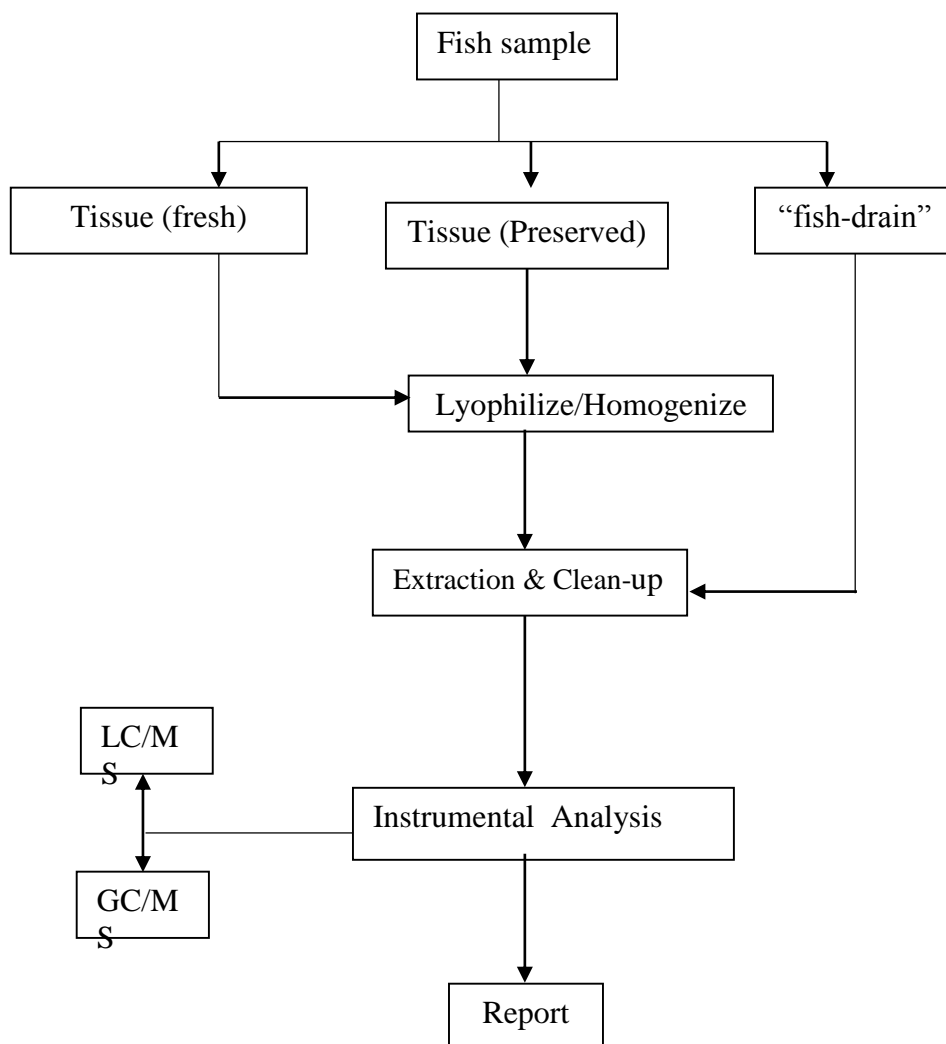 Fish sample
Tissue (fresh)
Tissue (Preserved)
“fish-drain”
Lyophilize/Homogenize
Extraction & Clean-up
LC/M
S
Instrumental Analysis
GC/M
S
Report